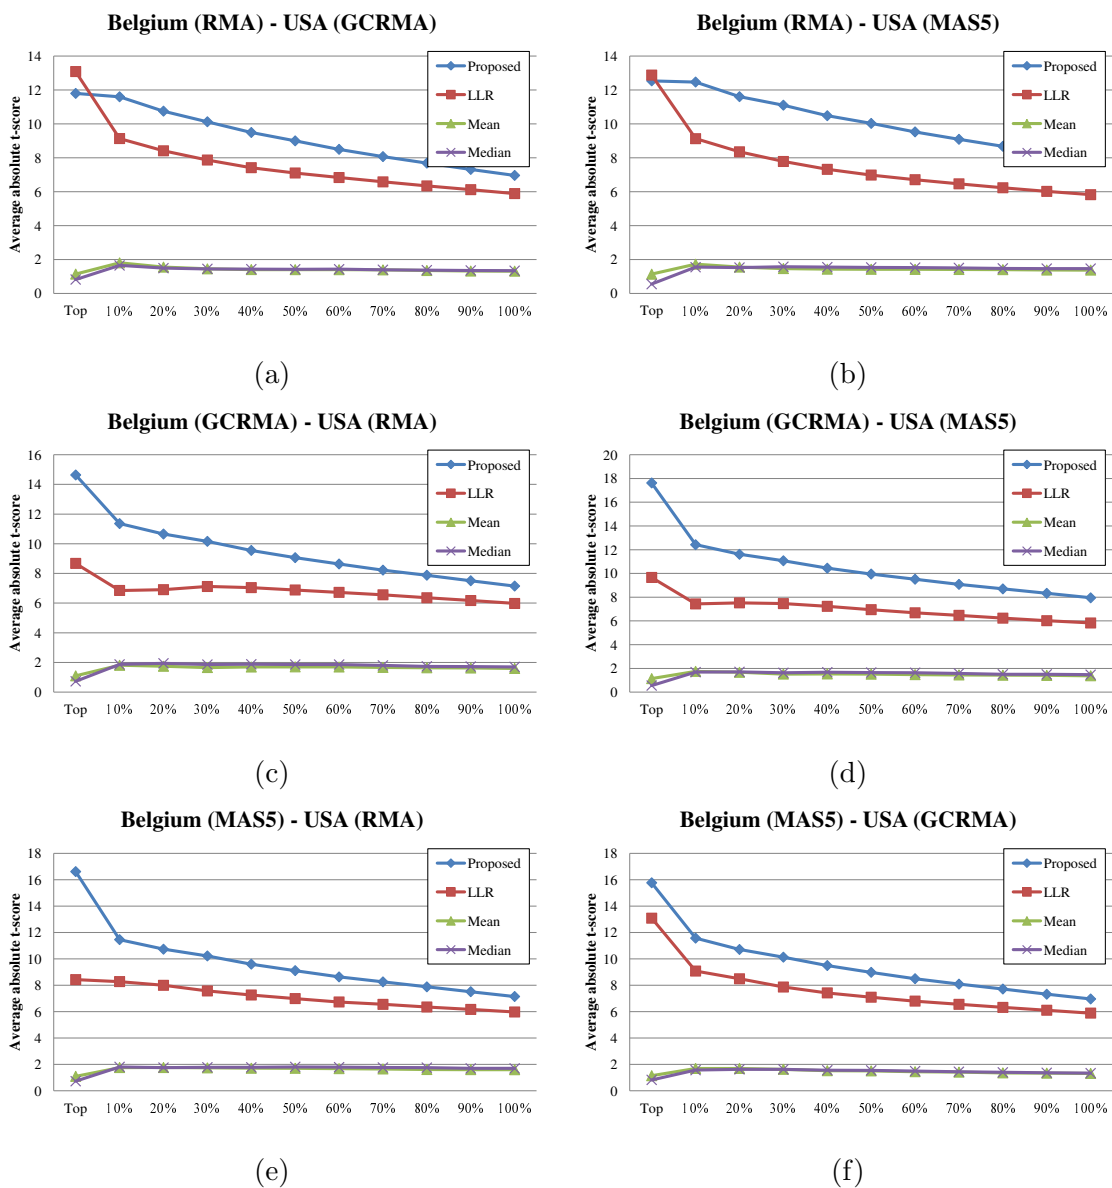 Belgium (RMA) - USA (GCRMA)
Average absolute t-score
14
12
10
8
6
4
2
0
Top 10% 20% 30% 40% 50% 60% 70% 80% 90% 100%
Proposed
LLR
Mean
Median
(a)
Belgium (RMA) - USA (MAS5)
Average absolute t-score
14
12
10
8
6
4
2
0
Top 10% 20% 30% 40% 50% 60% 70% 80% 90% 100%
Proposed
LLR
Mean
Median
(b)
Belgium (GCRMA) - USA (RMA)
Average absolute t-score
16
14
12
10
8
6
4
2
0
Top 10% 20% 30% 40% 50% 60% 70% 80% 90% 100%
Proposed
LLR
Mean
Median
(c)
Belgium (GCRMA) - USA (MAS5)
Average absolute t-score
20
18
16
14
12
10
8
6
4
2
0
Top 10% 20% 30% 40% 50% 60% 70% 80% 90% 100%
Proposed
LLR
Mean
Median
(d)
Belgium (MAS5) - USA (RMA)
Average absolute t-score
18
16
14
12
10
8
6
4
2
0
Top 10% 20% 30% 40% 50% 60% 70% 80% 90% 100%
Proposed
LLR
Mean
Median
(e)
Belgium (MAS5) - USA (GCRMA)
Average absolute t-score
18
16
14
12
10
8
6
4
2
0
Top 10% 20% 30% 40% 50% 60% 70% 80% 90% 100%
Proposed
LLR
Mean
Median
(f)